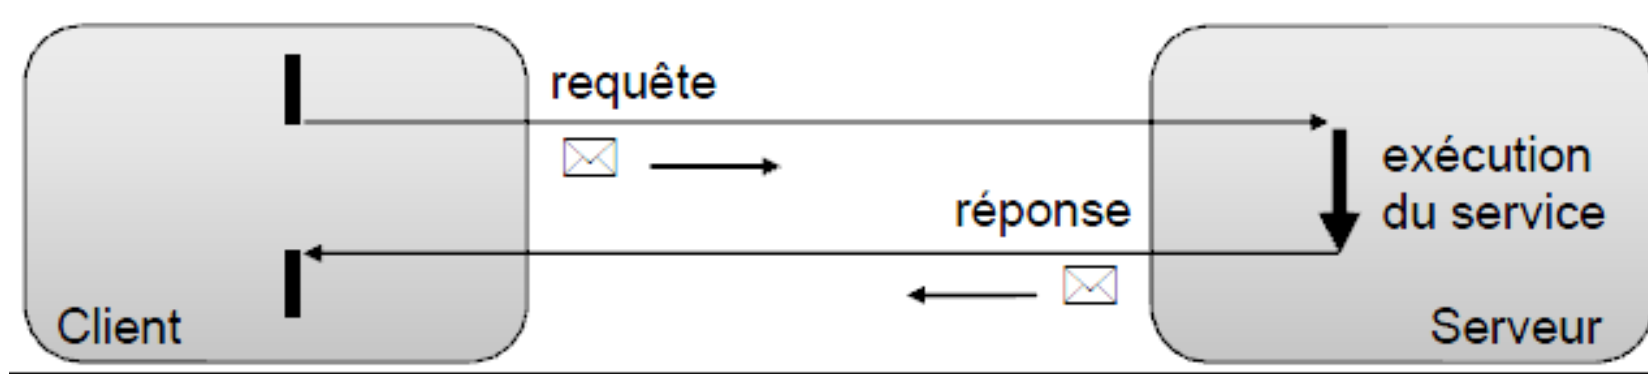 requête
exécution
du service
réponse
Client
Serveur